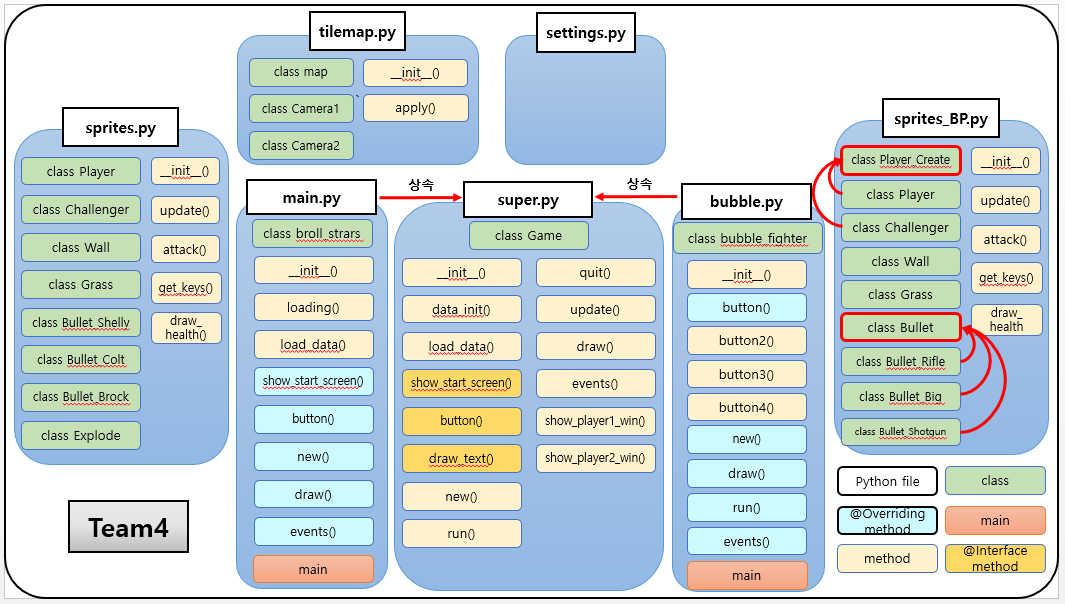 tilemap.py
class map
__init__()
class Camera1
`
apply()
class Camera2
settings.py
sprites.py
class Player
__init__()
class Challenger
update()
class Wall
attack()
class Grass
get_keys()
class Bullet_Shelly
draw_
health()
class Bullet_Colt
class Bullet_Brock
class Explode
main.py
상속
class broll_strars
__init__()
loading()
load_data()
show_start_screen()
button()
new()
draw()
events()
main
super.py
class Game
__init__()
quit()
data_init()
update()
load_data()
draw()
show_start_screen()
events()
button()
show_player1_win()
draw_text()
show_player2_win()
new()
run()
상속
bubble.py
class bubble_fighter
__init__()
button()
button2()
button3()
button4()
new()
draw()
run()
events()
main
sprites_BP.py
class Player_Create
__init__()
class Player
update()
class Challenger
attack()
class Wall
get_keys()
class Grass
draw_
health
class Bullet
class Bullet_Rifle
class Bullet_Big
class Bullet_Shotgun
Team4
Python file
class
@Overriding
method
main
method
@Interface
method